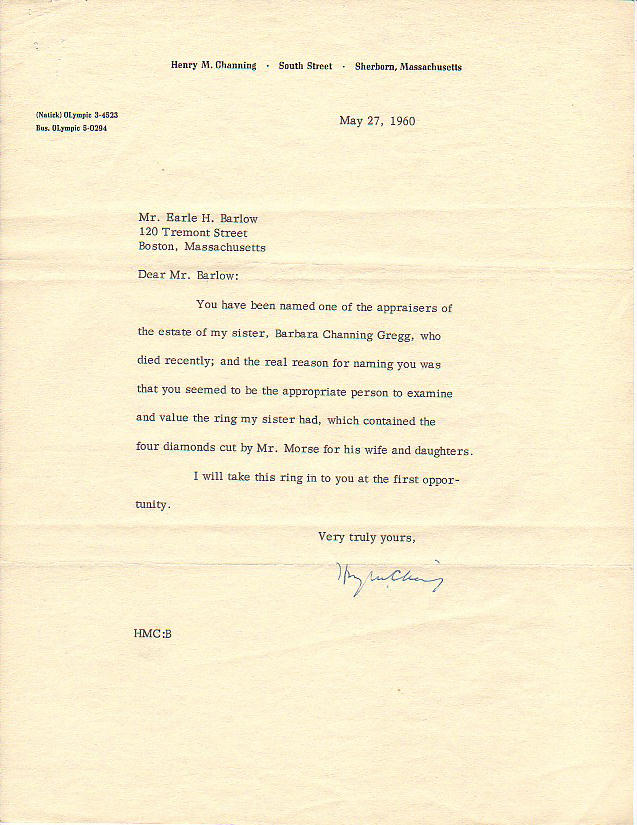 Henry M. Channing · South Street · Sherborn, Massachusetts
(Natick) OLympic 3-4523
Bus. OLympic 5-0294
May 27, 1960
Mr. Earle H. Barlow
120 Tremont Street
Boston, Massachusetts
Dear Mr. Barlow:
You have been named one of the appraisers of
the estate of my sister, Barbara Channing Gregg, who
died recently; and the real reason for naming you was
that you seemed to be the appropriate person to examine
and value the ring my sister had, which contained the
four diamonds cut by Mr. Morse for his wife and daughters.
I will take this ring in to you at the first oppor-
tunity.
Very truly yours,
HMC:B